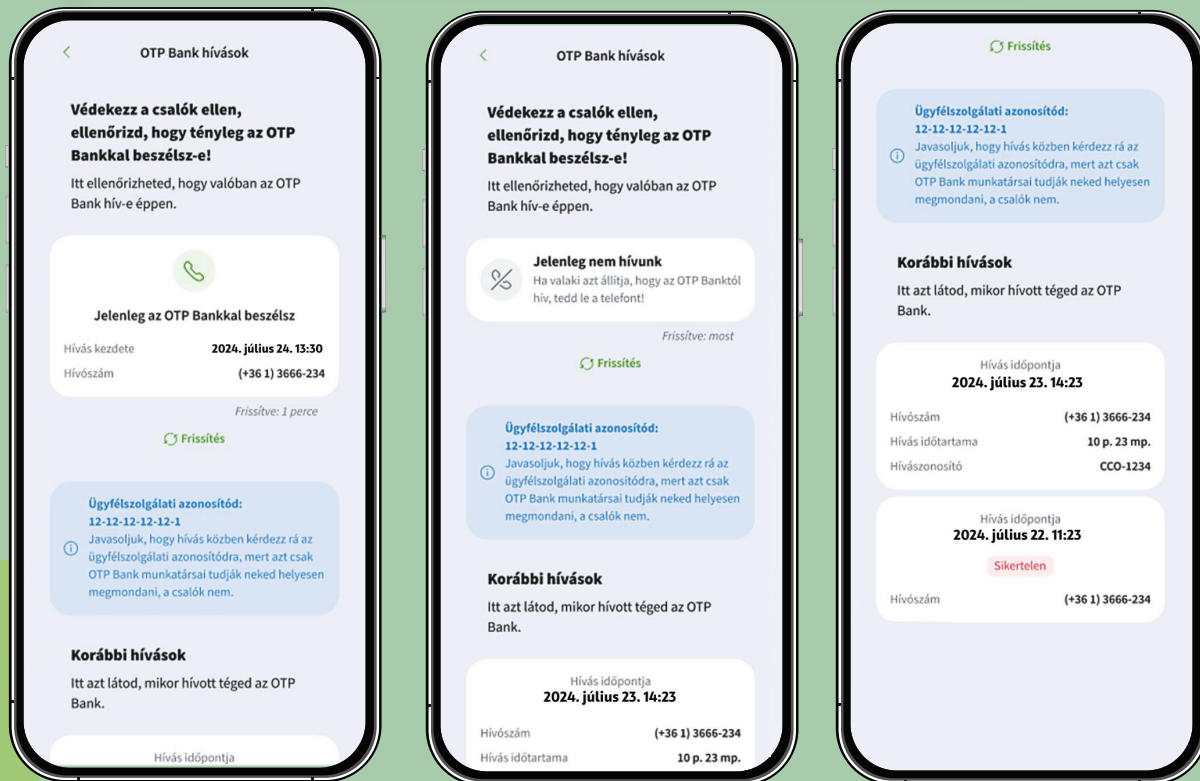 OTP Bank hívások
Védekezz a csalók ellen,
ellenőrizd, hogy tényleg az OTP
Bankkal beszélsz-e!
Itt ellenőrizheted, hogy valóban az OTP
Bank hív-e éppen.
Jelenleg az OTP Bankkal beszélsz
Hívás kezdete 2024. július 24. 13:30
Hívószám (+36 1) 3666-234
Frissítve: 1 perce
Frissítés
Ügyfélszolgálati azonosítód:
12-12-12-12-12-1
Javasoljuk, hogy hívás közben kérdezz rá az
ügyfélszolgálati azonosítódra, mert azt csak
OTP Bank munkatársai tudják neked helyesen
megmondani, a csalók nem.
Korábbi hívások
Itt azt látod, mikor hívott téged az OTP
Bank.
Hívás időpontja
OTP Bank hívások
Védekezz a csalók ellen,
ellenőrizd, hogy tényleg az OTP
Bankkal beszélsz-e!
Itt ellenőrizheted, hogy valóban az OTP
Bank hív-e éppen.
Jelenleg nem hívunk
Ha valaki azt állítja, hogy az OTP Banktól
hív, tedd le a telefont!
Frissítve: most
Frissítés
Ügyfélszolgálati azonosítód:
12-12-12-12-12-1
Javasoljuk, hogy hívás közben kérdezz rá az
ügyfélszolgálati azonosítódra, mert azt csak
OTP Bank munkatársai tudják neked helyesen
megmondani, a csalók nem.
Korábbi hívások
Itt azt látod, mikor hívott téged az OTP
Bank.
Hívás időpontja
2024. július 23. 14:23
Hívószám (+36 1) 3666-234
Hívás időtartama 10 p. 23 mp.
Frissítés
Ügyfélszolgálati azonosítód:
12-12-12-12-12-1
Javasoljuk, hogy hívás közben kérdezz rá az
ügyfélszolgálati azonosítódra, mert azt csak
OTP Bank munkatársai tudják neked helyesen
megmondani, a csalók nem.
Korábbi hívások
Itt azt látod, mikor hívott téged az OTP
Bank.
Hívás időpontja
2024. július 23. 14:23
Hívószám (+36 1) 3666-234
Hívás időtartama 10 p. 23 mp.
Hívászonosító CCO-1234
Hívás időpontja
2024. július 22. 11:23
Sikertelen
Hívószám (+36 1) 3666-234